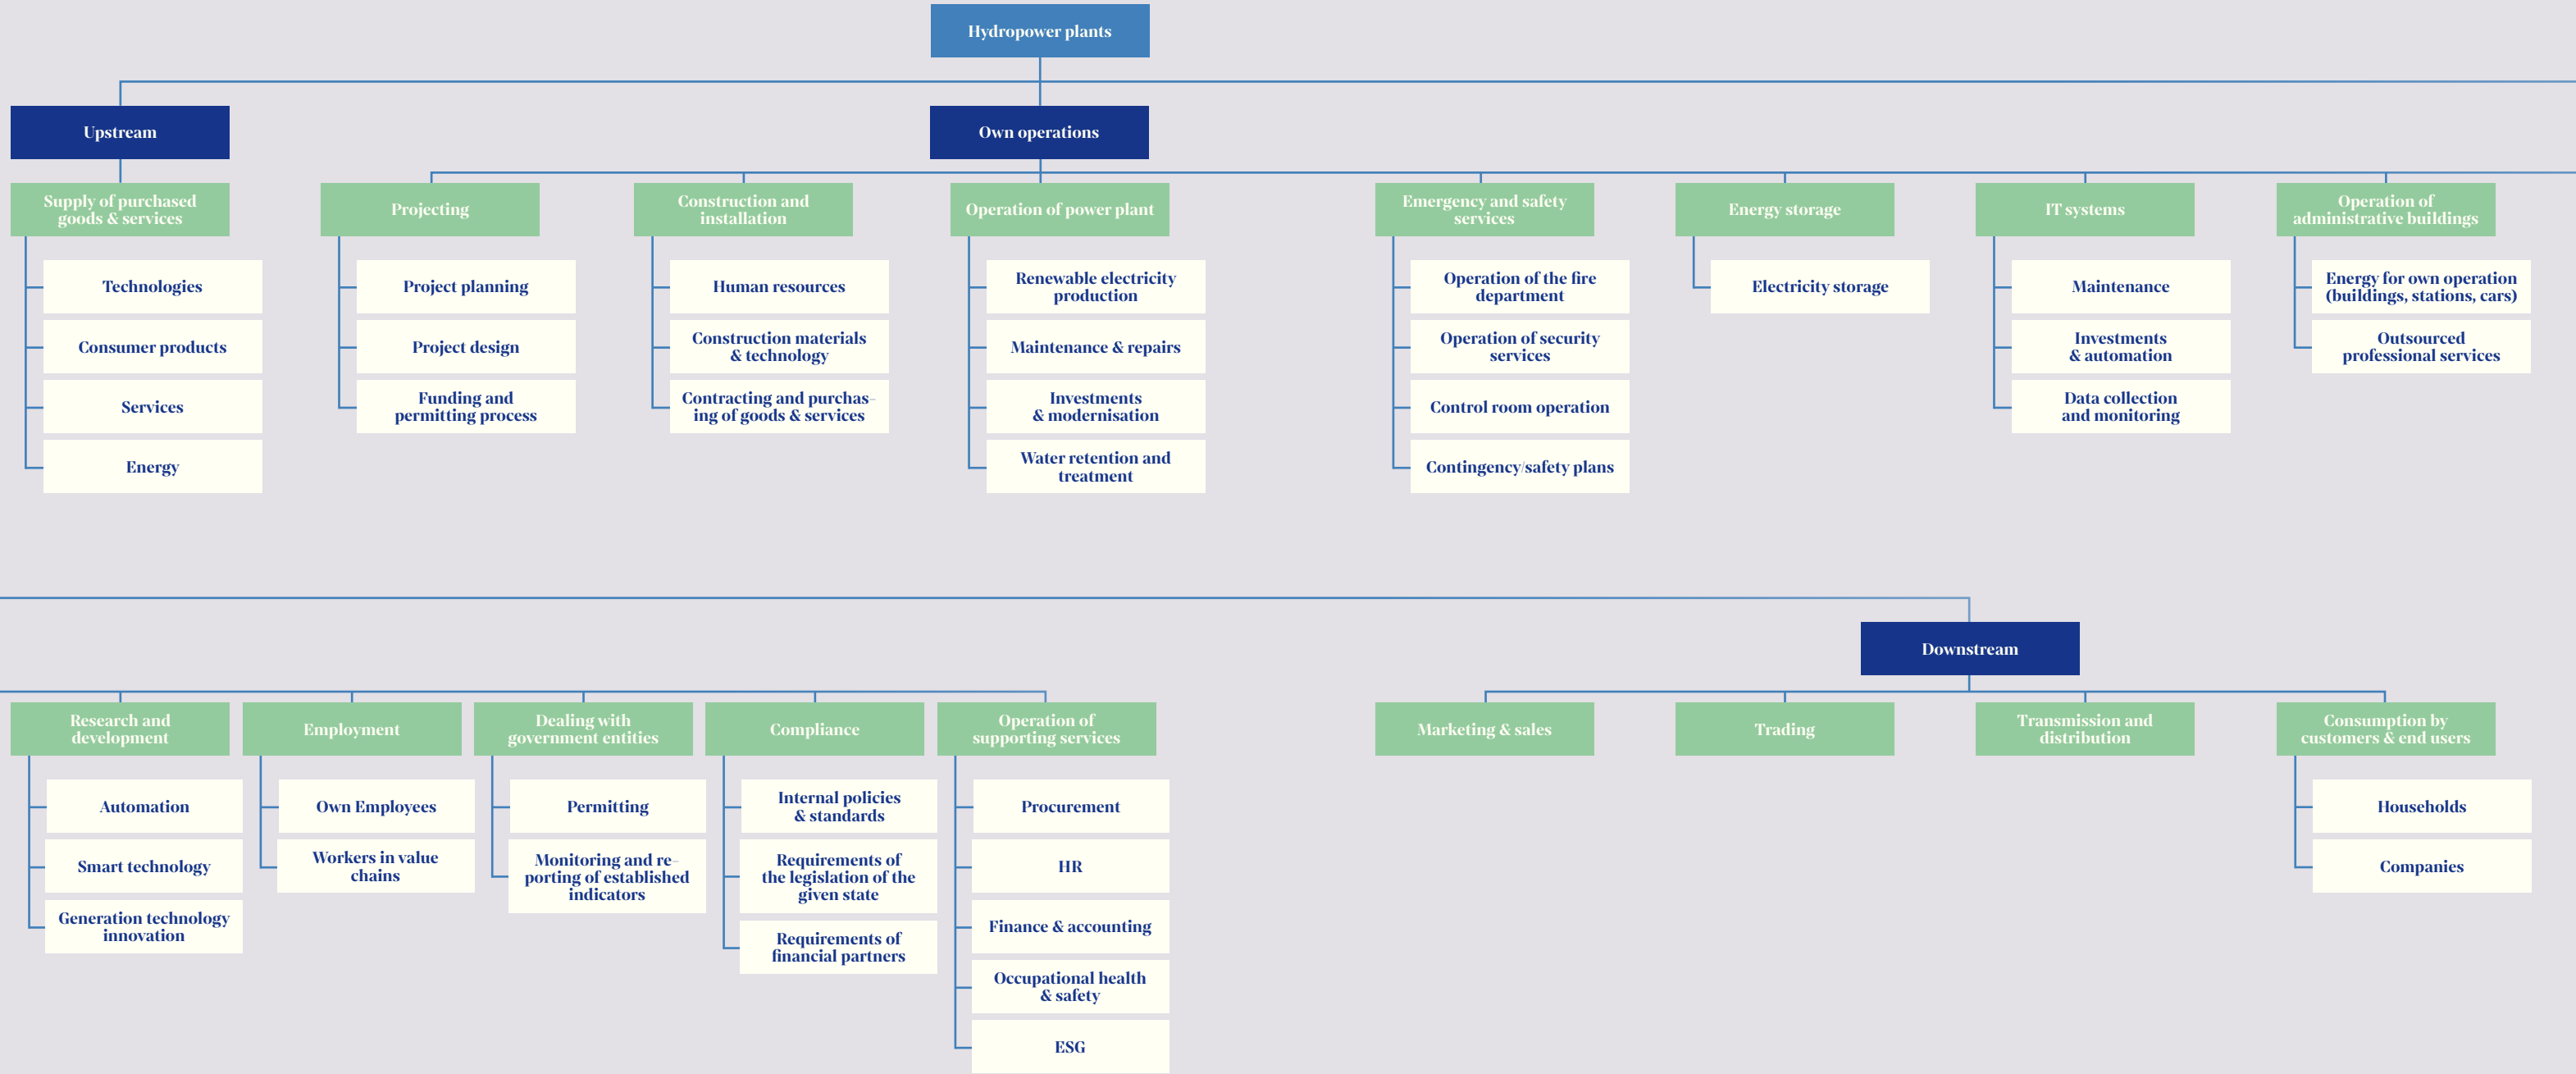 Hydropower plants
Upstream
Own operations
Supply of purchased
goods & services
Technologies
Consumer products
Services
Energy
Projecting
Project planning
Project design
Funding and
permitting process
Construction and
installation
Human resources
Construction materials
& technology
Contracting and purchas-
ing of goods & services
Operation of power plant
Renewable electricity
production
Maintenance & repairs
Investments
& modernisation
Water retention and
treatment
Emergency and safety
services
Operation of the fire
department
Operation of security
services
Control room operation
Contingency/safety plans
Energy storage
Electricity storage
IT systems
Maintenance
Investments
& automation
Data collection
and monitoring
Operation of
administrative buildings
Energy for own operation
(buildings, stations, cars)
Outsourced
professional services
Research and
development
Automation
Smart technology
Generation technology
innovation
Employment
Own Employees
Workers in value
chains
Dealing with
government entities
Permitting
Monitoring and re-
porting of established
indicators
Compliance
Internal policies
& standards
Requirements of
the legislation of the
given state
Requirements of
financial partners
Operation of
supporting services
Procurement
HR
Finance & accounting
Occupational health
& safety
ESG
Downstream
Marketing & sales
Trading
Transmission and
distribution
Consumption by
customers & end users
Households
Companies